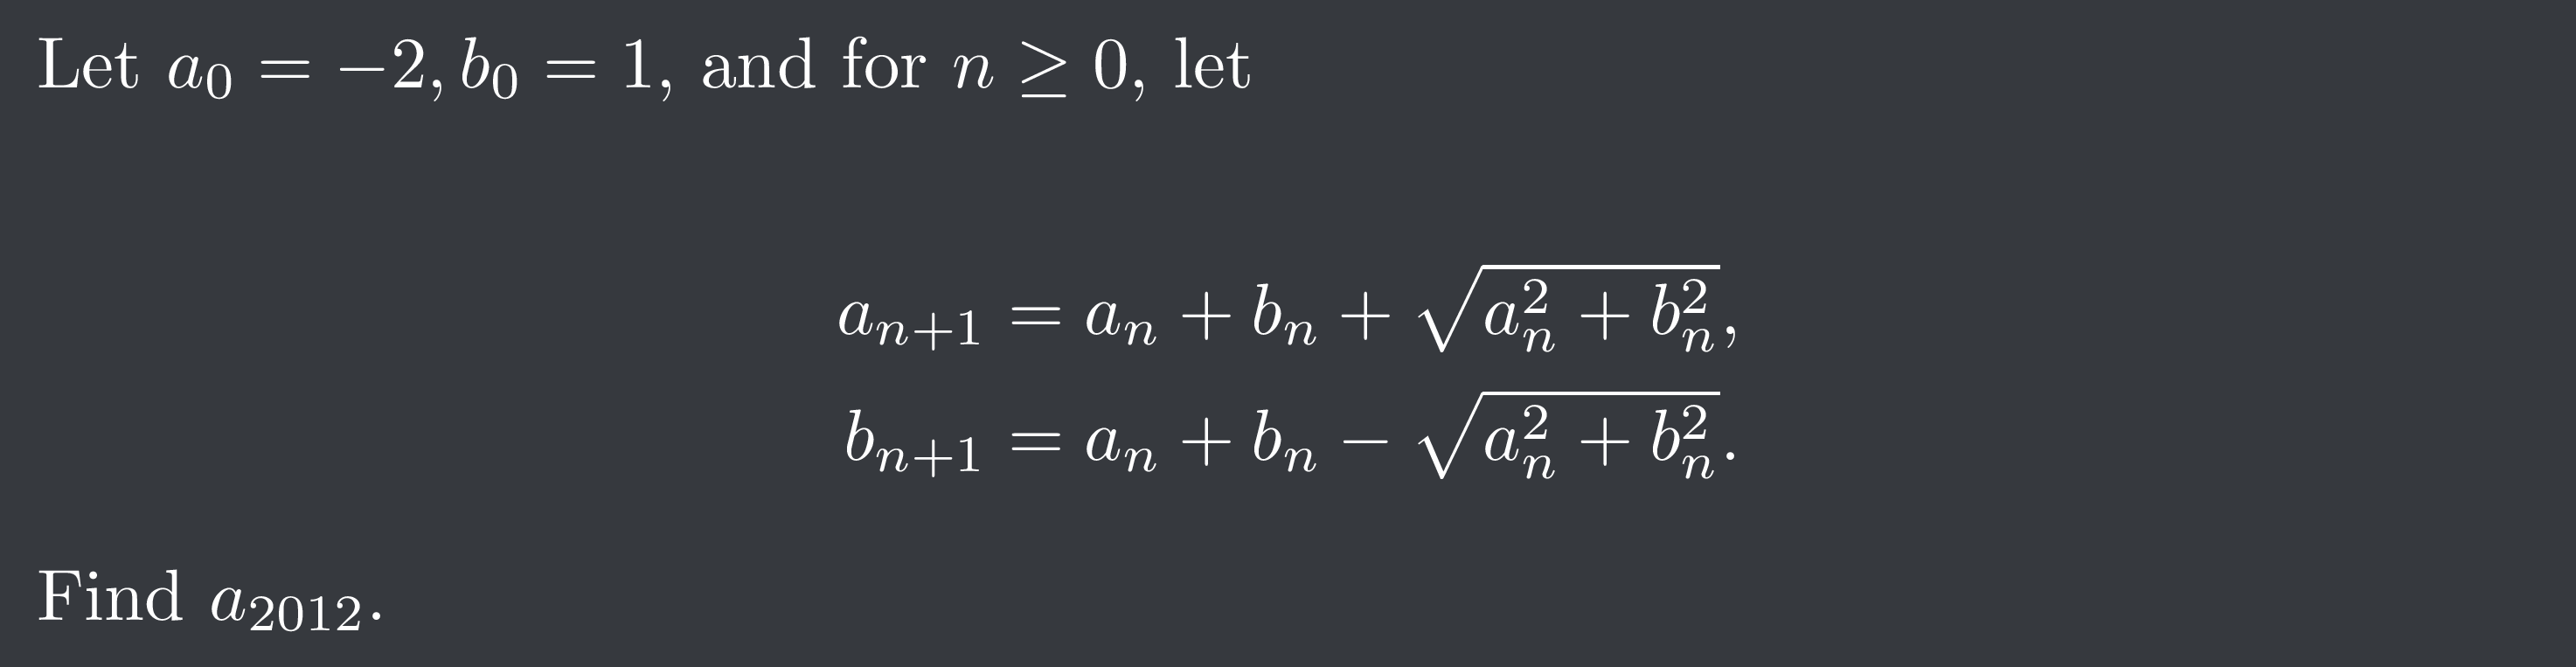 Let $a_0 = -2, b_0 = 1$, and for $n \geq 0$, let
$a_{n+1} = a_n + b_n + \sqrt{a_n^2 + b_n^2},$
$b_{n+1} = a_n + b_n - \sqrt{a_n^2 + b_n^2}.$
Find $a_{2012}$.